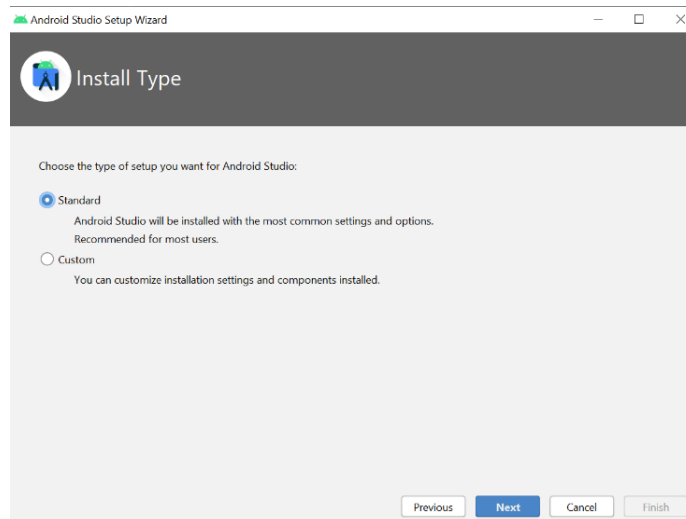 Android Studio Setup Wizard
Install Type
Choose the type of setup you want for Android Studio:
Standard
Android Studio will be installed with the most common settings and options.
Recommended for most users.
Custom
You can customize installation settings and components installed.
Previous Next Cancel Finish